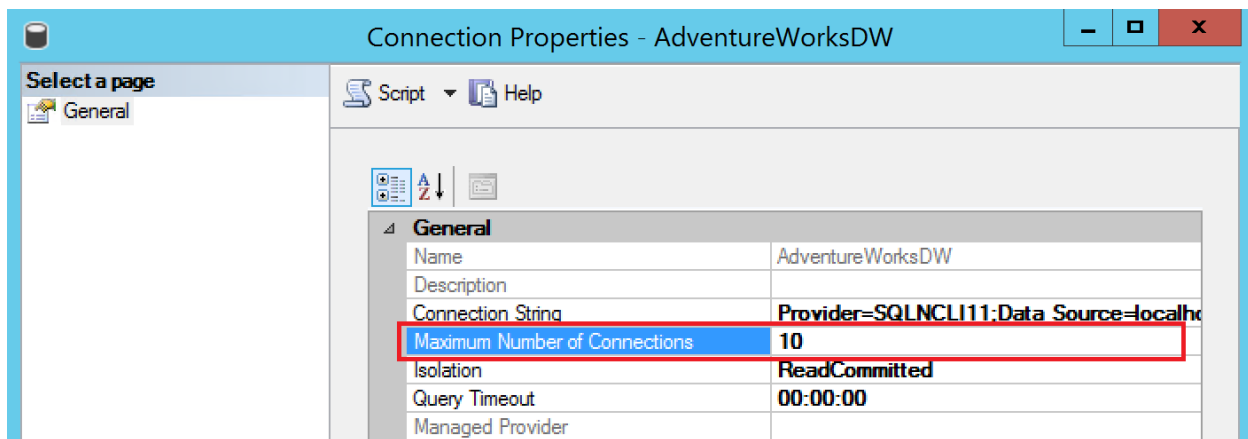 Connection Properties - AdventureWorksDW
Select a page
General
Script Help
General
Name AdventureWorksDW
Description
Connection String Provider=SQLNCLI11;Data Source=localho
Maximum Number of Connections 10
Isolation ReadCommitted
Query Timeout 00:00:00
Managed Provider